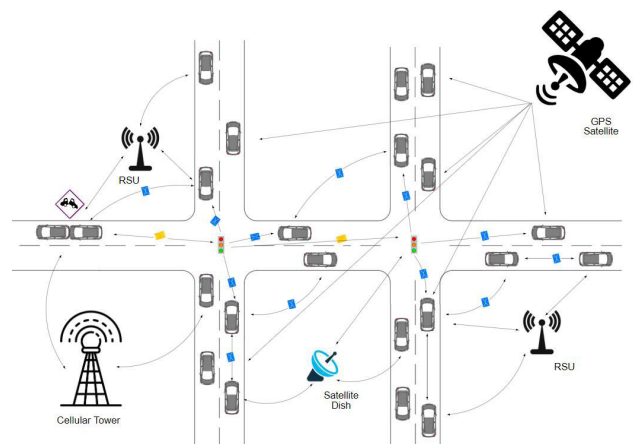 GPS
Satellite
RSU
RSU
Satellite
Dish
Cellular Tower